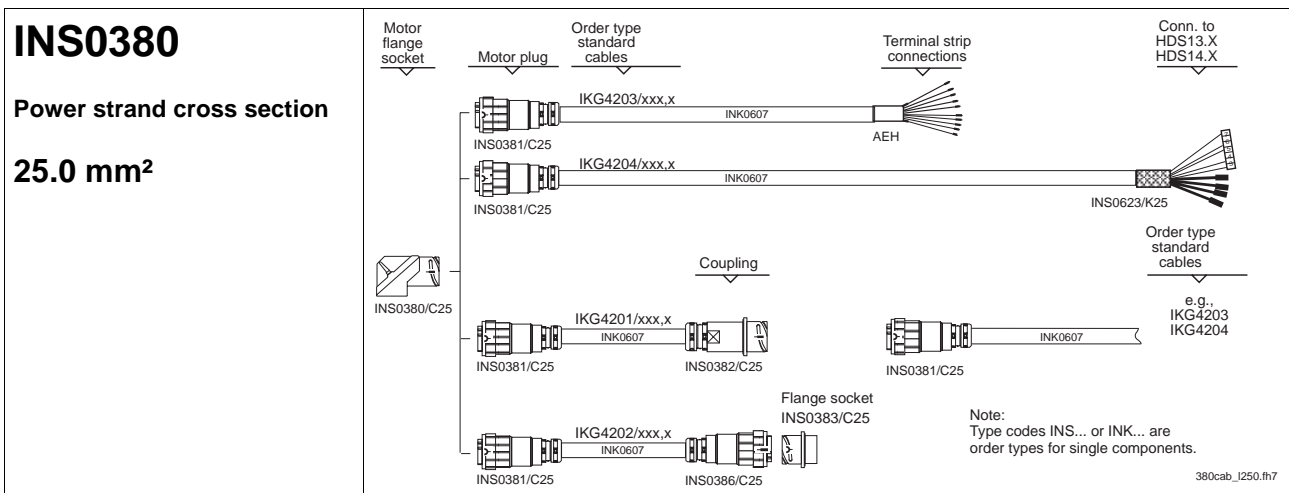 INS0380
Power strand cross section
25.0 mm²
Motor
flange
socket
Motor plug
Order type
standard
cables
Terminal strip
connections
Conn. to
HDS13.X
HDS14.X
IKG4203/xxx,x
INK0607
INS0381/C25
AEH
IKG4204/xxx,x
INK0607
INS0381/C25
INS0623/K25
Order type
standard
cables
Coupling
INS0380/C25
e.g.,
IKG4203
IKG4204
IKG4201/xxx,x
INK0607
INK0607
INS0381/C25
INS0382/C25
INS0381/C25
Flange socket
INS0383/C25
Note:
Type codes INS... or INK... are
order types for single components.
IKG4202/xxx,x
INK0607
INS0381/C25
INS0386/C25
380cab_l250.fh7